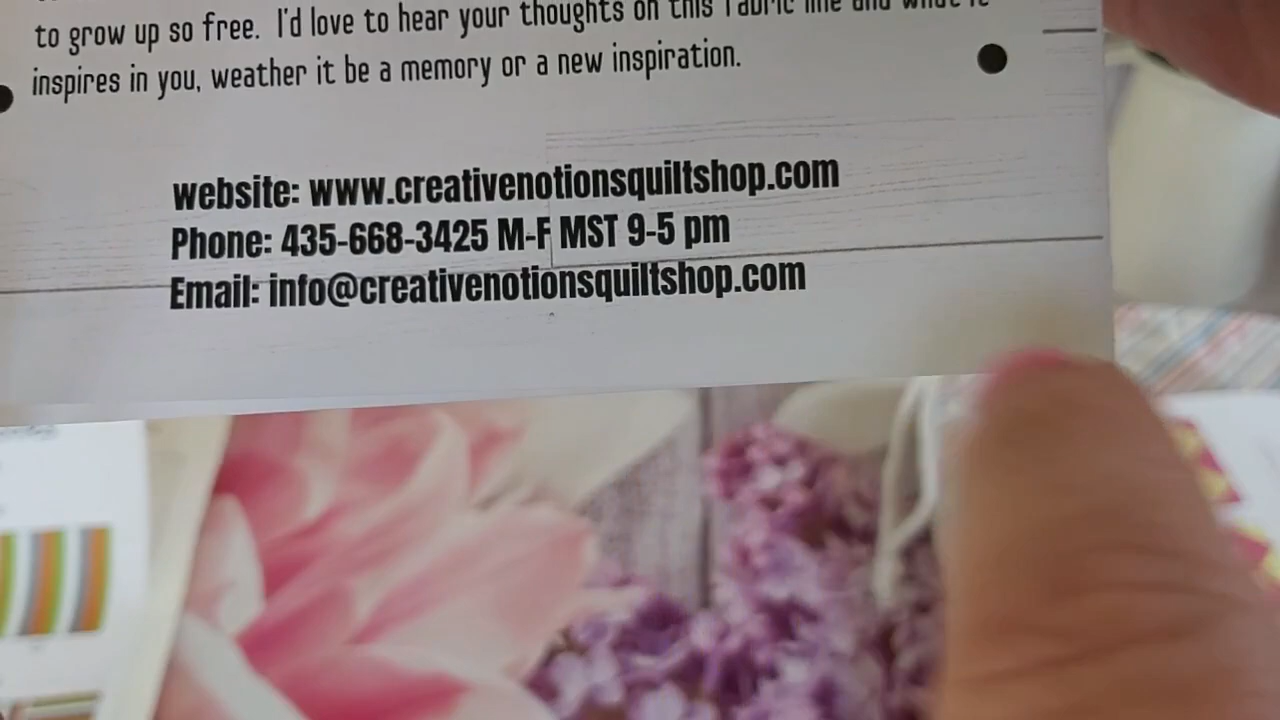 to grow up so free. I'd love to hear your thoughts on this fabric line and what it
inspires in you, weather it be a memory or a new inspiration.
website: www.creativenotionsquiltshop.com
Phone: 435-668-3425 M-F MST 9-5 pm
Email: info@creativenotionsquiltshop.com